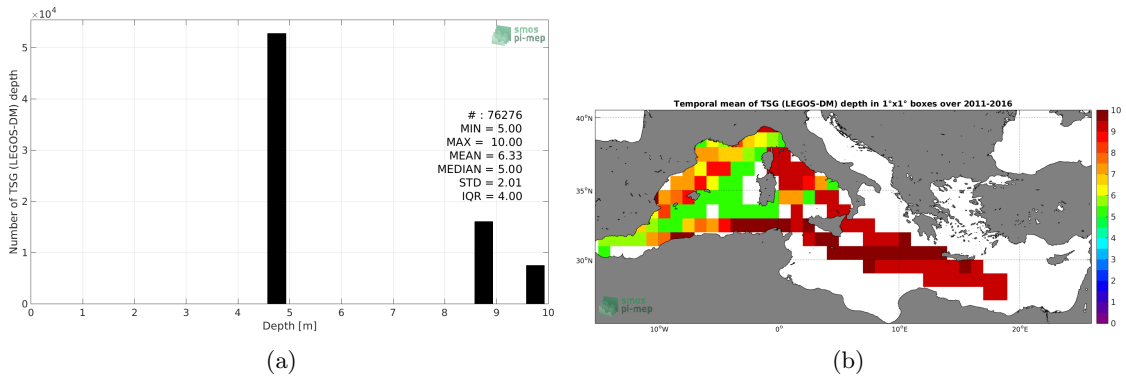 ×10⁴
smos
pi-mep
5
4
3
2
1
0
Number of TSG (LEGOS-DM) depth
# : 76276
MIN = 5.00
MAX = 10.00
MEAN = 6.33
MEDIAN = 5.00
STD = 2.01
IQR = 4.00
0 1 2 3 4 5 6 7 8 9 10
Depth [m]
(a)
Temporal mean of TSG (LEGOS-DM) depth in 1°x1° boxes over 2011-2016
40°N
35°N
30°N
10°W 0° 10°E 20°E
smos
pi-mep
10
9
8
7
6
5
4
3
2
1
0
(b)